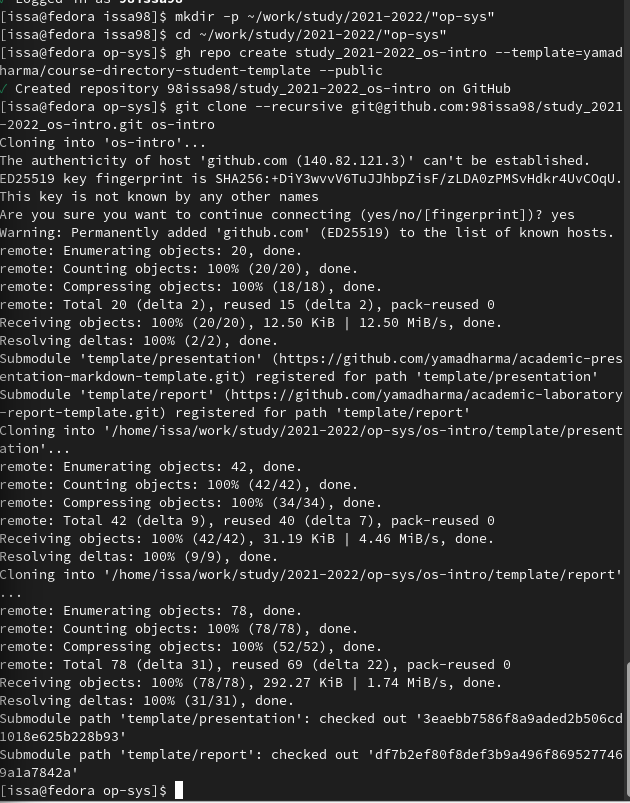 ✓ Logged in as 98issa98
[issa@fedora issa98]$ mkdir -p ~/work/study/2021-2022/"op-sys"
[issa@fedora issa98]$ cd ~/work/study/2021-2022/"op-sys"
[issa@fedora op-sys]$ gh repo create study_2021-2022_os-intro --template=yamad
harma/course-directory-student-template --public
✓ Created repository 98issa98/study_2021-2022_os-intro on GitHub
[issa@fedora op-sys]$ git clone --recursive git@github.com:98issa98/study_2021
-2022_os-intro.git os-intro
Cloning into 'os-intro'...
The authenticity of host 'github.com (140.82.121.3)' can't be established.
ED25519 key fingerprint is SHA256:+DiY3wvvV6TuJJhbpZisF/zLDA0zPMSvHdkr4UvCOqU.
This key is not known by any other names
Are you sure you want to continue connecting (yes/no/[fingerprint])? yes
Warning: Permanently added 'github.com' (ED25519) to the list of known hosts.
remote: Enumerating objects: 20, done.
remote: Counting objects: 100% (20/20), done.
remote: Compressing objects: 100% (18/18), done.
remote: Total 20 (delta 2), reused 15 (delta 2), pack-reused 0
Receiving objects: 100% (20/20), 12.50 KiB | 12.50 MiB/s, done.
Resolving deltas: 100% (2/2), done.
Submodule 'template/presentation' (https://github.com/yamadharma/academic-pres
entation-markdown-template.git) registered for path 'template/presentation'
Submodule 'template/report' (https://github.com/yamadharma/academic-laboratory
-report-template.git) registered for path 'template/report'
Cloning into '/home/issa/work/study/2021-2022/op-sys/os-intro/template/present
ation'...
remote: Enumerating objects: 42, done.
remote: Counting objects: 100% (42/42), done.
remote: Compressing objects: 100% (34/34), done.
remote: Total 42 (delta 9), reused 40 (delta 7), pack-reused 0
Receiving objects: 100% (42/42), 31.19 KiB | 4.46 MiB/s, done.
Resolving deltas: 100% (9/9), done.
Cloning into '/home/issa/work/study/2021-2022/op-sys/os-intro/template/report'
...
remote: Enumerating objects: 78, done.
remote: Counting objects: 100% (78/78), done.
remote: Compressing objects: 100% (52/52), done.
remote: Total 78 (delta 31), reused 69 (delta 22), pack-reused 0
Receiving objects: 100% (78/78), 292.27 KiB | 1.74 MiB/s, done.
Resolving deltas: 100% (31/31), done.
Submodule path 'template/presentation': checked out '3eaebb7586f8a9aded2b506cd
1018e625b228b93'
Submodule path 'template/report': checked out 'df7b2ef80f8def3b9a496f869527746
9a1a7842a'
[issa@fedora op-sys]$